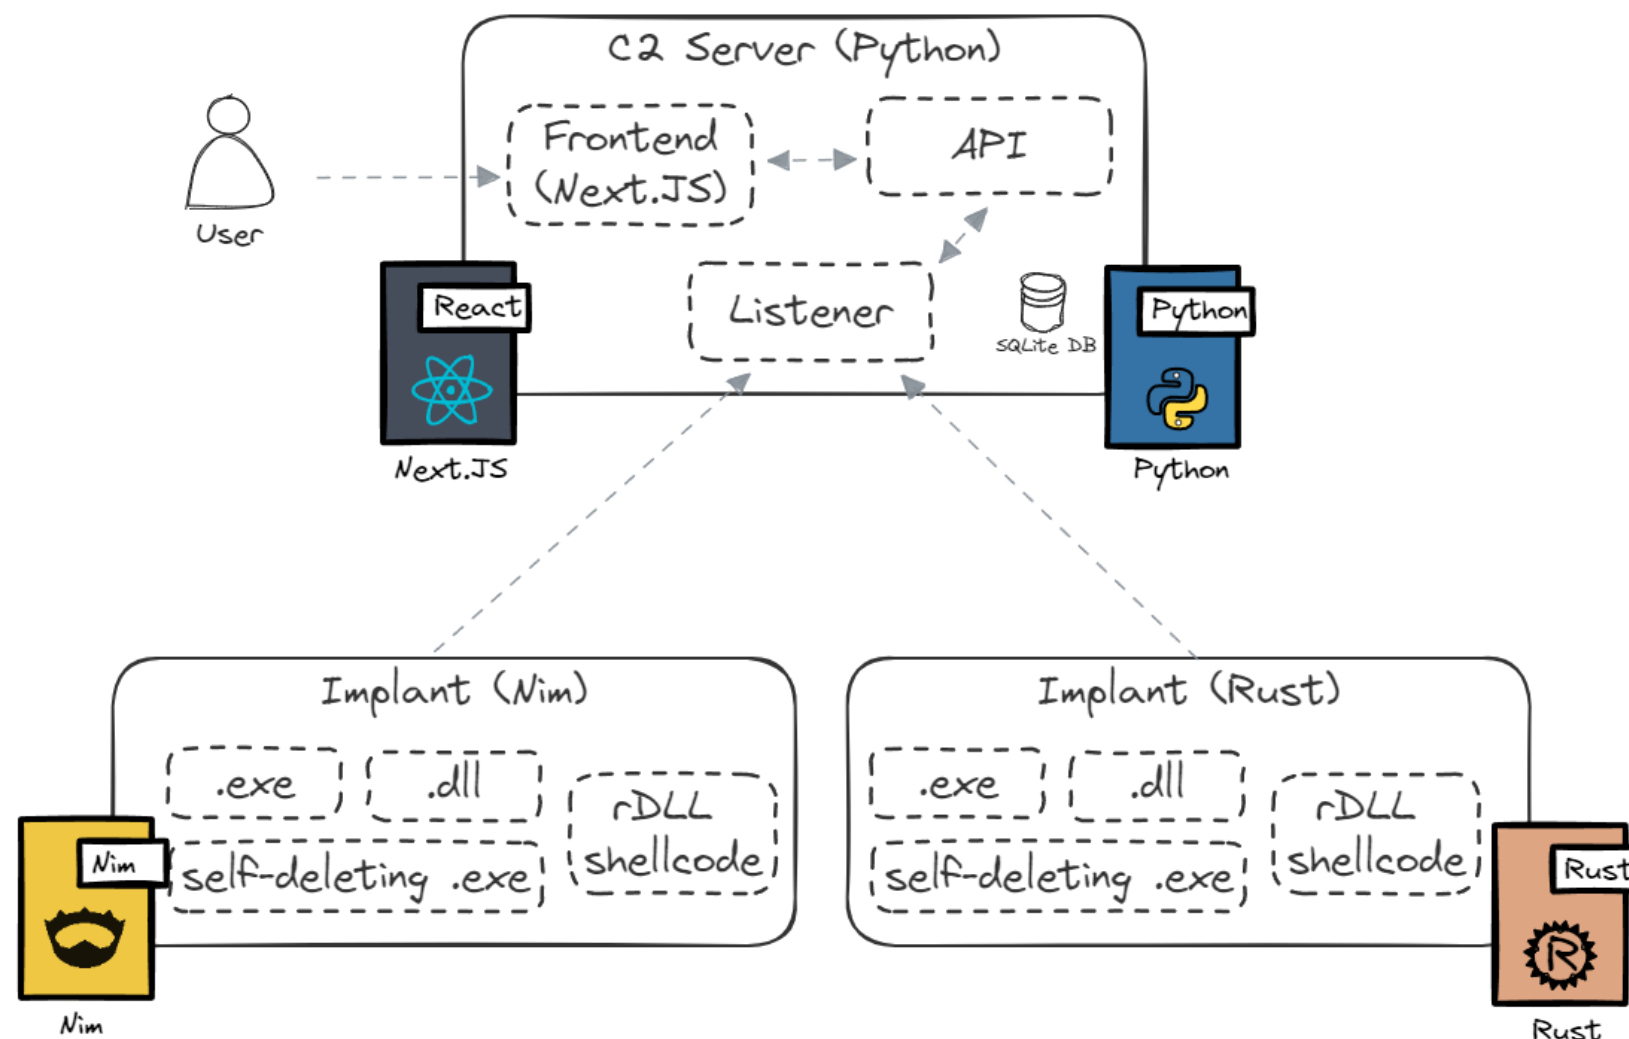 C2 Server (Python)
Frontend
(Next.JS)
API
User
Listener
SQLite DB
React
Next.JS
Python
Python
Implant (Nim)
.exe
.dll
rDLL
shellcode
self-deleting .exe
Nim
Nim
Implant (Rust)
.exe
.dll
rDLL
shellcode
self-deleting .exe
Rust
R
Rust